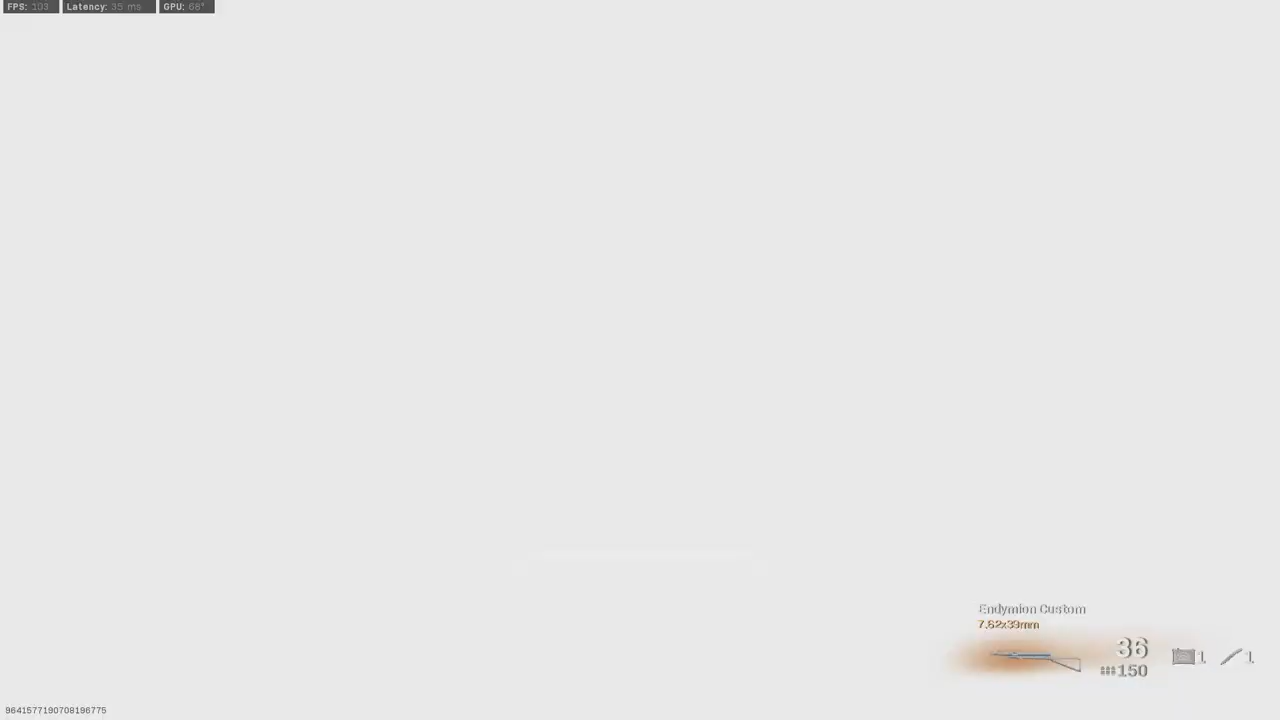 FPS: 103 Latency: 35 ms GPU: 68°
Endymion Custom
7.62x39mm
36
150
1 1
9641577190708196775